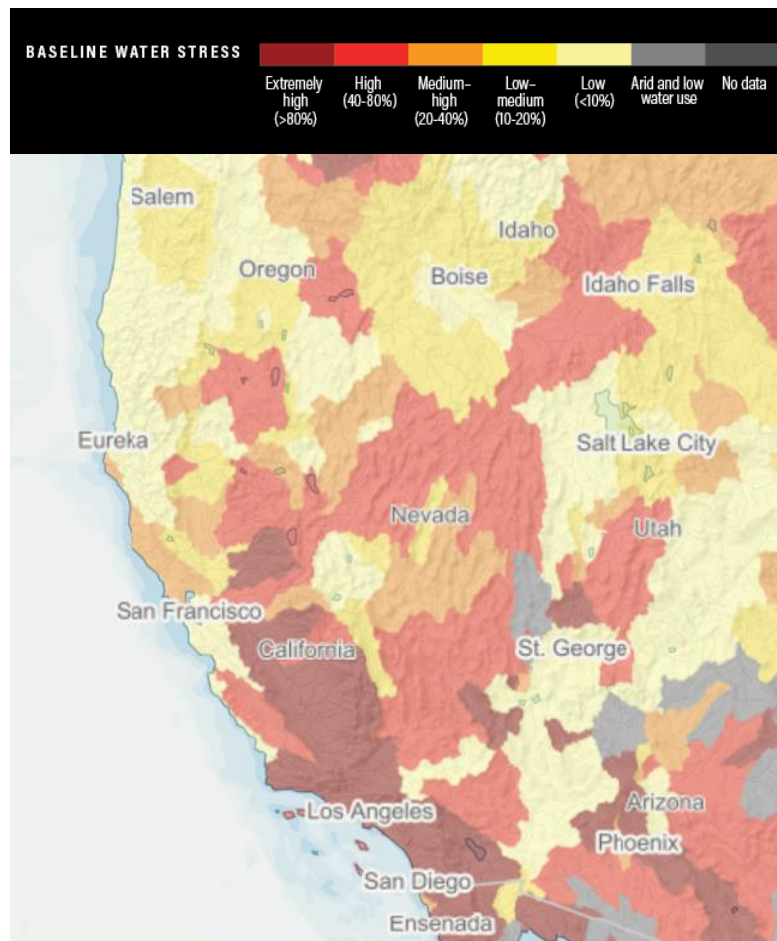 BASELINE WATER STRESS
Extremely high (>80%)
High (40-80%)
Medium–high (20-40%)
Low–medium (10-20%)
Low (<10%)
Arid and low water use
No data
Salem
Idaho
Oregon
Boise
Idaho Falls
Eureka
Salt Lake City
Nevada
Utah
San Francisco
California
St. George
Los Angeles
Arizona
Phoenix
San Diego
Ensenada